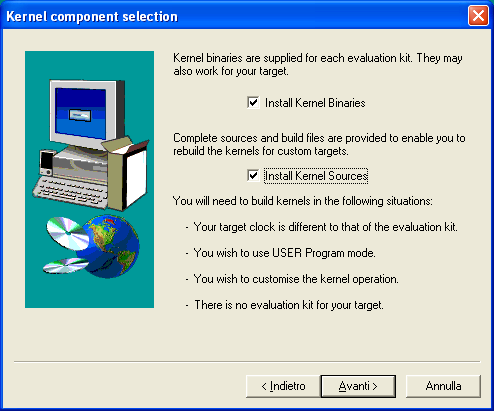 Kernel component selection
Kernel binaries are supplied for each evaluation kit. They may
also work for your target.
Install Kernel Binaries
Complete sources and build files are provided to enable you to
rebuild the kernels for custom targets.
Install Kernel Sources
You will need to build kernels in the following situations:
- Your target clock is different to that of the evaluation kit.
- You wish to use USER Program mode.
- You wish to customise the kernel operation.
- There is no evaluation kit for your target.
< Indietro
Avanti >
Annulla